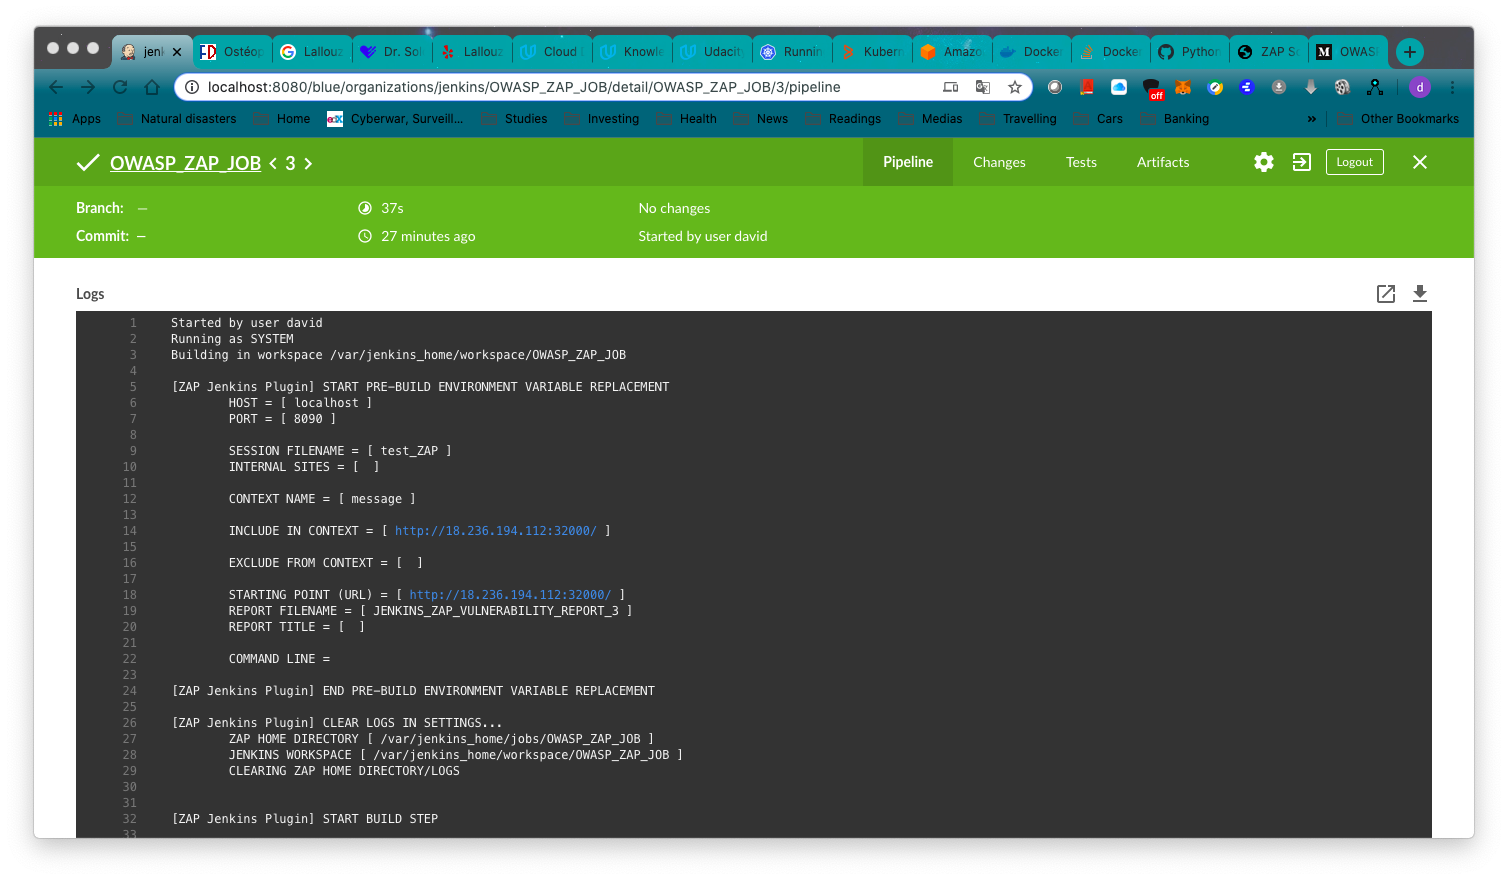 jen
Ostéop
Lallouz
Dr. Sol
Lallouz
Cloud
Knowle
Udacity
Runnin
Kubern
Amazo
Docke
Docke
Python
ZAP Sc
OWAS
localhost:8080/blue/organizations/jenkins/OWASP_ZAP_JOB/detail/OWASP_ZAP_JOB/3/pipeline
off
d
Apps
Natural disasters
Home
edX
Cyberwar, Surveill...
Studies
Investing
Health
News
Readings
Medias
Travelling
Cars
Banking
»
Other Bookmarks
OWASP_ZAP_JOB < 3 >
Pipeline
Changes
Tests
Artifacts
Logout
Branch: —
37s
No changes
Commit: —
27 minutes ago
Started by user david
Logs
1 Started by user david
2 Running as SYSTEM
3 Building in workspace /var/jenkins_home/workspace/OWASP_ZAP_JOB
4
5 [ZAP Jenkins Plugin] START PRE-BUILD ENVIRONMENT VARIABLE REPLACEMENT
6 HOST = [ localhost ]
7 PORT = [ 8090 ]
8
9 SESSION FILENAME = [ test_ZAP ]
10 INTERNAL SITES = [  ]
11
12 CONTEXT NAME = [ message ]
13
14 INCLUDE IN CONTEXT = [ http://18.236.194.112:32000/ ]
15
16 EXCLUDE FROM CONTEXT = [  ]
17
18 STARTING POINT (URL) = [ http://18.236.194.112:32000/ ]
19 REPORT FILENAME = [ JENKINS_ZAP_VULNERABILITY_REPORT_3 ]
20 REPORT TITLE = [  ]
21
22 COMMAND LINE =
23
24 [ZAP Jenkins Plugin] END PRE-BUILD ENVIRONMENT VARIABLE REPLACEMENT
25
26 [ZAP Jenkins Plugin] CLEAR LOGS IN SETTINGS...
27 ZAP HOME DIRECTORY [ /var/jenkins_home/jobs/OWASP_ZAP_JOB ]
28 JENKINS WORKSPACE [ /var/jenkins_home/workspace/OWASP_ZAP_JOB ]
29 CLEARING ZAP HOME DIRECTORY/LOGS
30
31
32 [ZAP Jenkins Plugin] START BUILD STEP
33